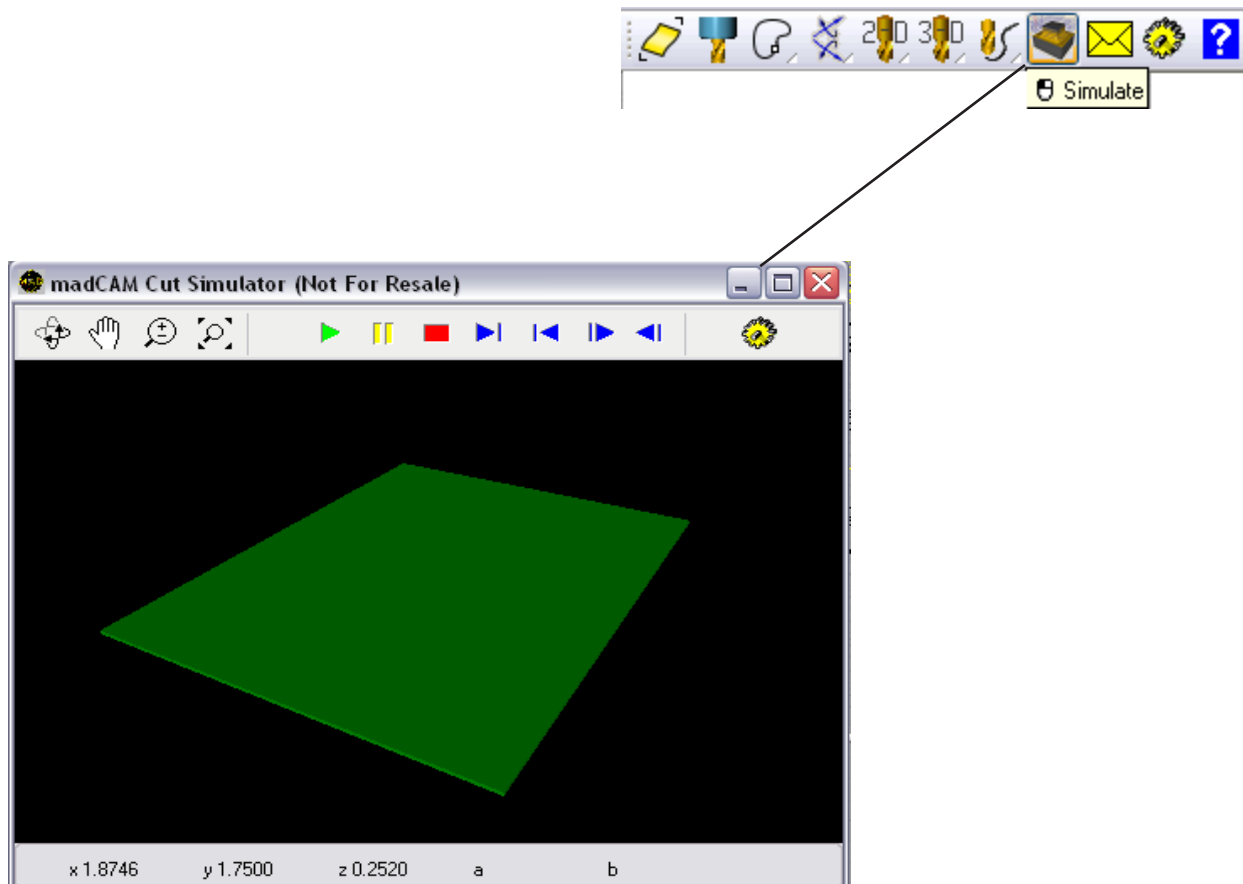 2D 3D ?
Simulate
madCAM Cut Simulator (Not For Resale)
x 1.8746 y 1.7500 z 0.2520 a b